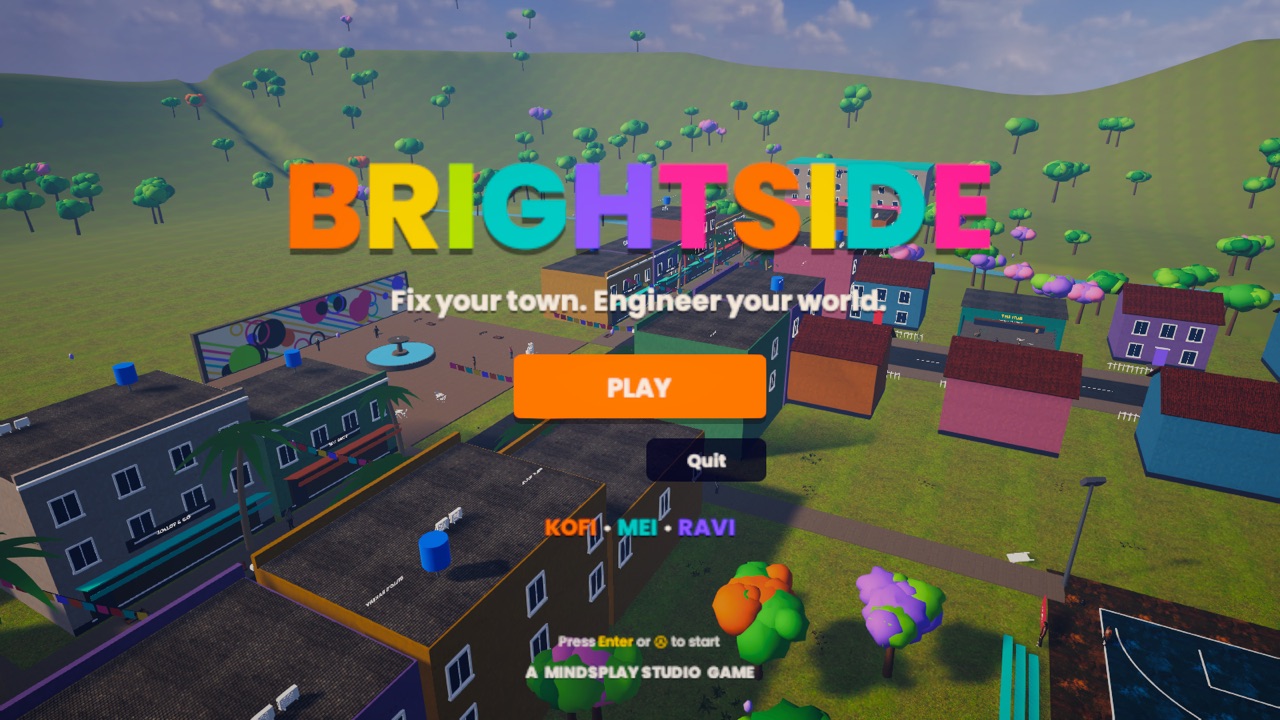 BRIGHTSIDE
Fix your town. Engineer your world.
PLAY
Quit
KOFI • MEI • RAVI
Press Enter or to start
A MINDSPLAY STUDIO GAME